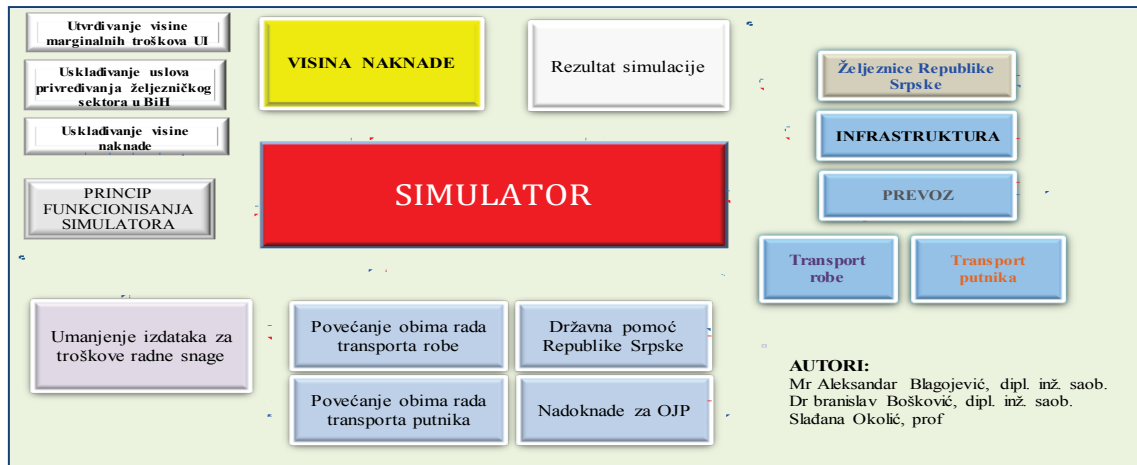 Utvrđivanje visine
marginalnih troškova UI
Usklađivanje uslova
privređivanja željezničkog
sektora u BiH
Usklađivanje visine
naknade
PRINCIP
FUNKCIONISANJA
SIMULATORA
VISINA NAKNADE
Rezultat simulacije
SIMULATOR
Željeznice Republike
Srpske
INFRASTRUKTURA
PREVOZ
Transport
robe
Transport
putnika
Umanjenje izdataka za
troškove radne snage
Povećanje obima rada
transporta robe
Državna pomoć
Republike Srpske
Povećanje obima rada
transporta putnika
Nadoknade za OJP
AUTORI:
Mr Aleksandar Blagojević, dipl. inž. saob.
Dr branislav Bošković, dipl. inž. saob.
Slađana Okolić, prof